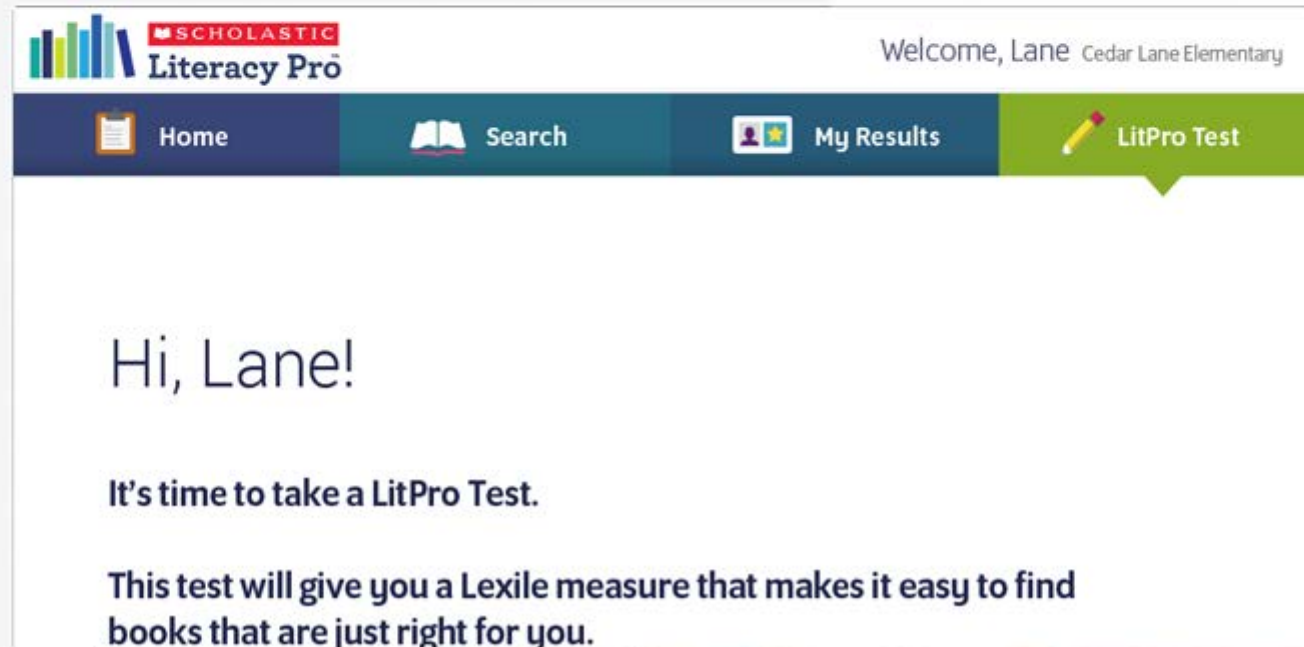 SCHOLASTIC
Literacy Pro
Welcome, Lane Cedar Lane Elementary
Home Search My Results LitPro Test
Hi, Lane!
It's time to take a LitPro Test.
This test will give you a Lexile measure that makes it easy to find
books that are just right for you.